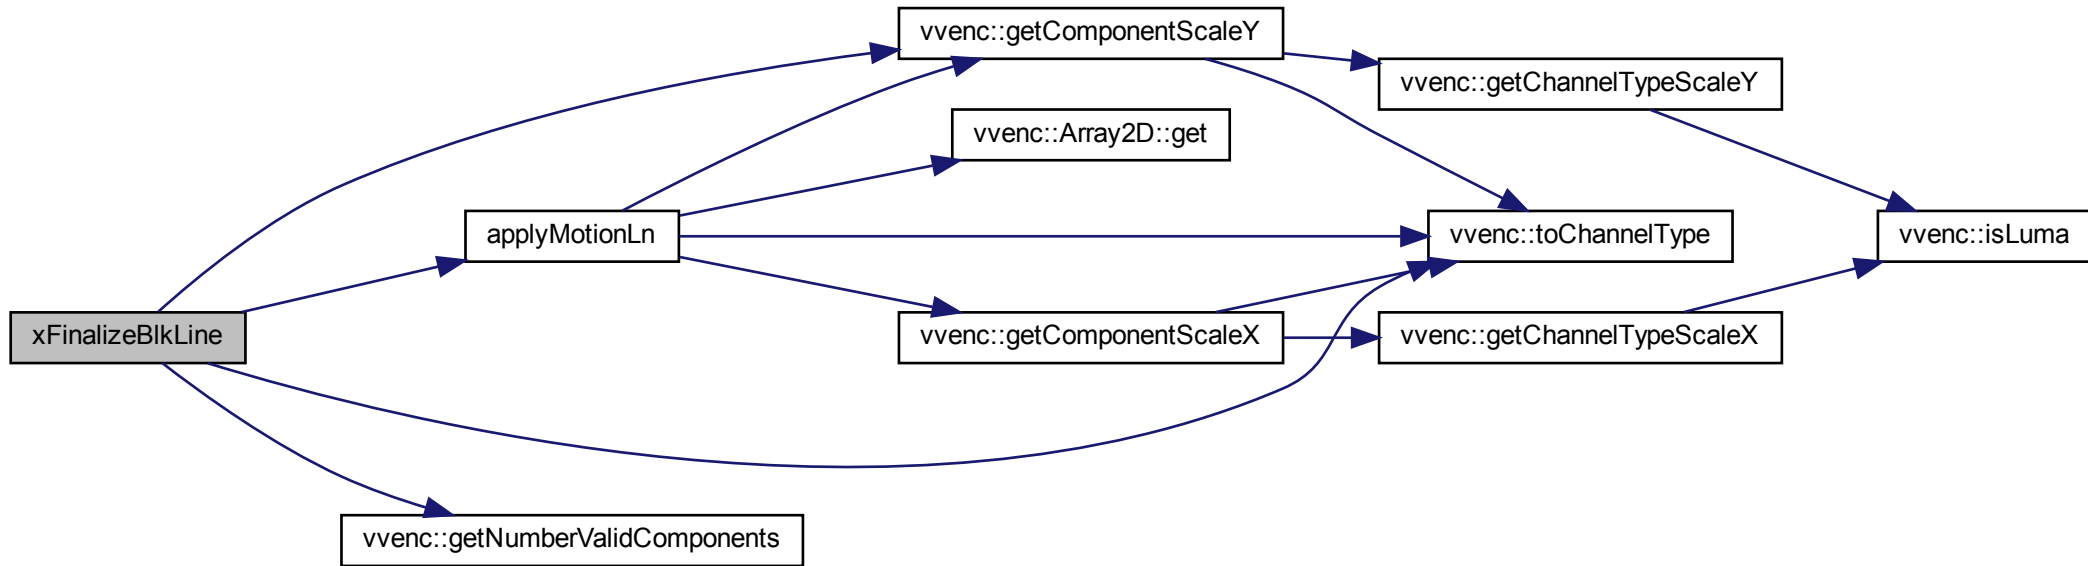 vvenc::getComponentScaleY
vvenc::getChannelTypeScaleY
vvenc::Array2D::get
applyMotionLn
vvenc::toChannelType
vvenc::isLuma
xFinalizeBlkLine
vvenc::getComponentScaleX
vvenc::getChannelTypeScaleX
vvenc::getNumberValidComponents